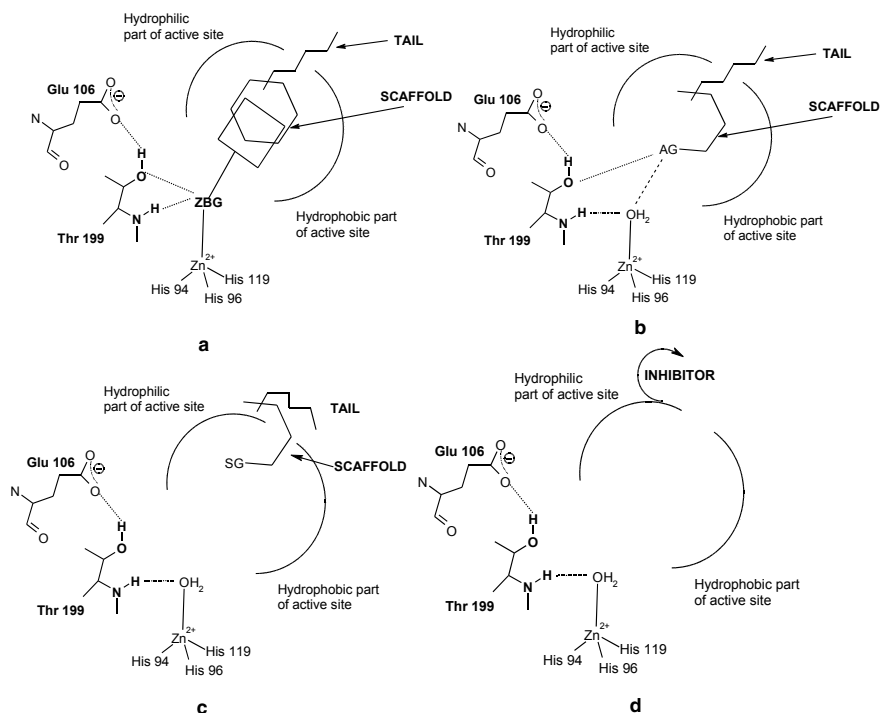 Hydrophilic
part of active site
TAIL
SCAFFOLD
Glu 106
O
⊖
O
N
O
H
O
N H
ZBG
Thr 199
Hydrophobic part
of active site
Zn2+
His 94
His 96
His 119
a
Hydrophilic
part of active site
TAIL
SCAFFOLD
Glu 106
O
⊖
O
N
O
H
O
AG
N H
OH2
Thr 199
Hydrophobic part
of active site
Zn2+
His 94
His 96
His 119
b
Hydrophilic
part of active site
TAIL
SG
SCAFFOLD
Glu 106
O
⊖
O
N
O
H
O
N H
OH2
Thr 199
Hydrophobic part
of active site
Zn2+
His 94
His 96
His 119
c
Hydrophilic
part of active site
INHIBITOR
Glu 106
O
⊖
O
N
O
H
O
N H
OH2
Thr 199
Hydrophobic part
of active site
Zn2+
His 94
His 96
His 119
d